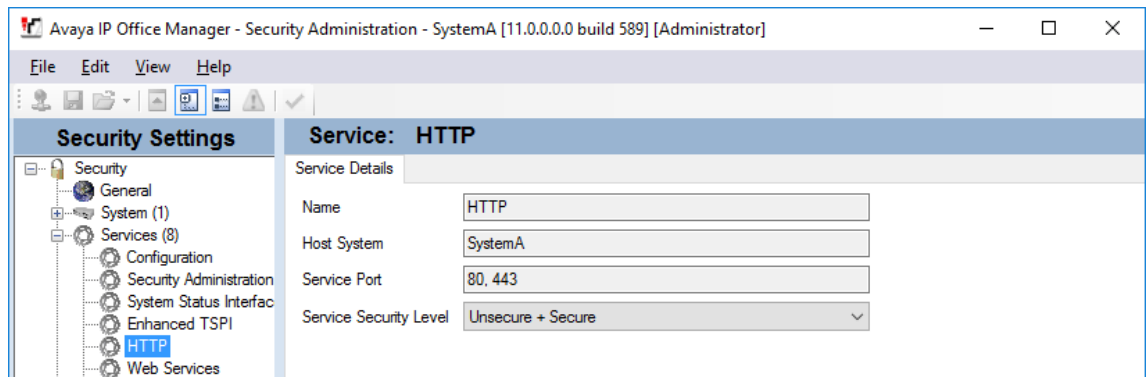 Avaya IP Office Manager - Security Administration - SystemA [11.0.0.0.0 build 589] [Administrator]
File Edit View Help
Security Settings
Service: HTTP
Security
General
System (1)
Services (8)
Configuration
Security Administration
System Status Interfac
Enhanced TSPI
HTTP
Web Services
Service Details
Name HTTP
Host System SystemA
Service Port 80, 443
Service Security Level Unsecure + Secure